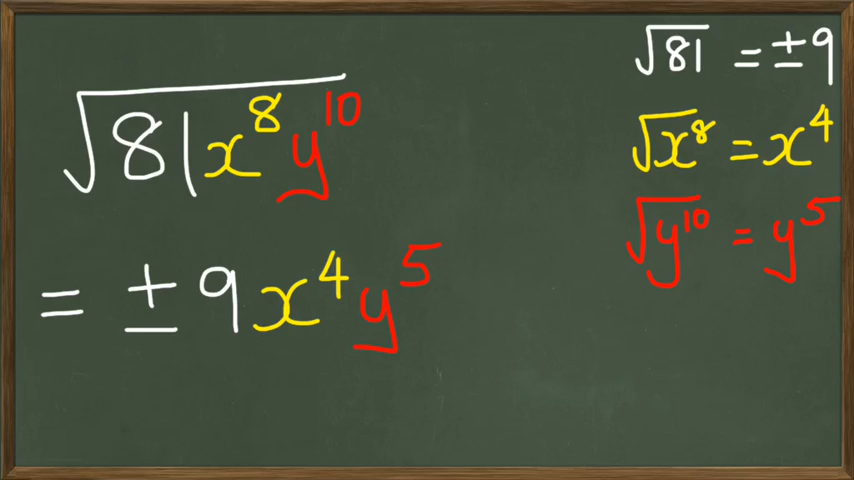 √81x⁸y¹⁰
= ±9x⁴y⁵
√81 = ±9
√x⁸ = x⁴
√y¹⁰ = y⁵